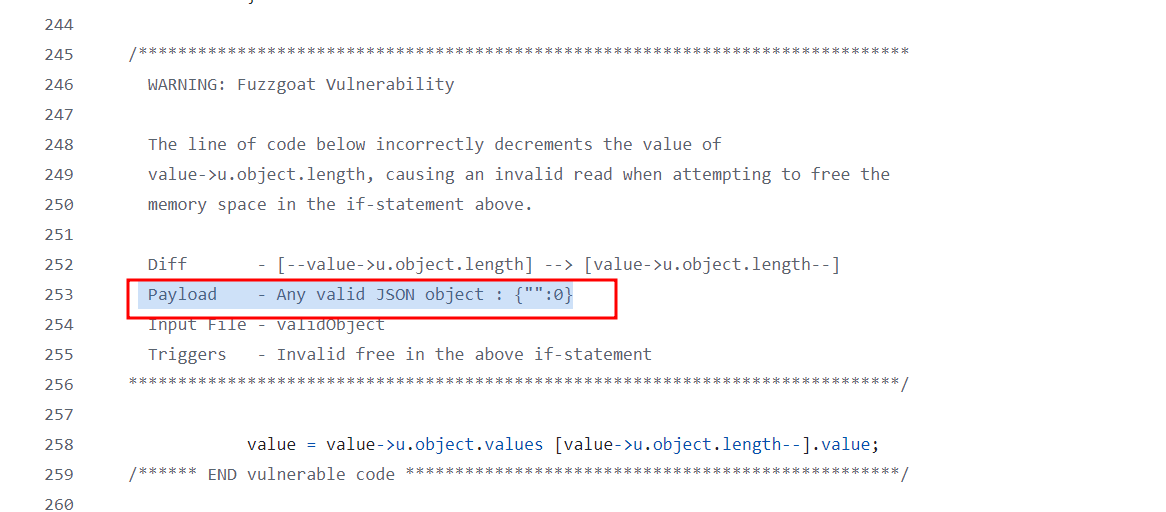 244
245 /******************************************************************************
246 WARNING: Fuzzgoat Vulnerability
247
248 The line of code below incorrectly decrements the value of
249 value->u.object.length, causing an invalid read when attempting to free the
250 memory space in the if-statement above.
251
252 Diff - [--value->u.object.length] --> [value->u.object.length--]
253 Payload - Any valid JSON object : {"":0}
254 Input File - validObject
255 Triggers - Invalid free in the above if-statement
256 ******************************************************************************/
257
258 value = value->u.object.values [value->u.object.length--].value;
259 /****** END vulnerable code **************************************************/
260